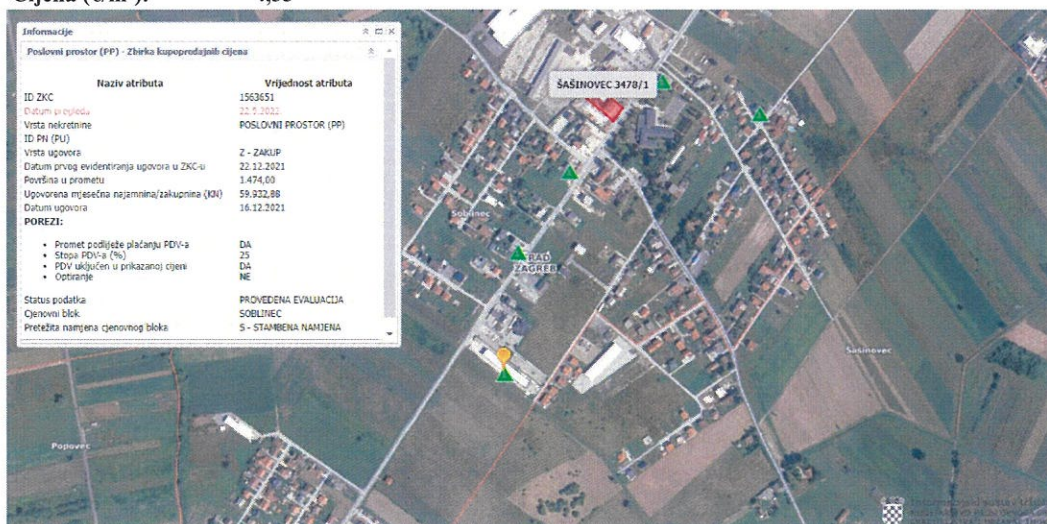 Informacije
Poslovni prostor (PP) - Zbirka kupoprodajnih cijena
Naziv atributa Vrijednost atributa
ID ZKC 1563651
Datum pregleda 22.5.2022
Vrsta nekretnine POSLOVNI PROSTOR (PP)
ID PN (PU)
Vrsta ugovora Z - ZAKUP
Datum prvog evidentiranja ugovora u ZKC-u 22.12.2021
Površina u prometu 1.474,00
Ugovorena mjesečna najamnina/zakupnina (KN) 59.932,88
Datum ugovora 16.12.2021
POREZI:
• Promet podliježe plaćanju PDV-a DA
• Stopa PDV-a (%) 25
• PDV uključen u prikazanoj cijeni DA
• Optiranje NE
Status podatka PROVEDENA EVALUACIJA
Cjenovni blok SOBLINEC
Pretežita namjena cjenovnog bloka S - STAMBENA NAMJENA
ŠAŠINOVEC 3478/1
Soblinec
GRAD
ZAGREB
Šašinovec
Popovec